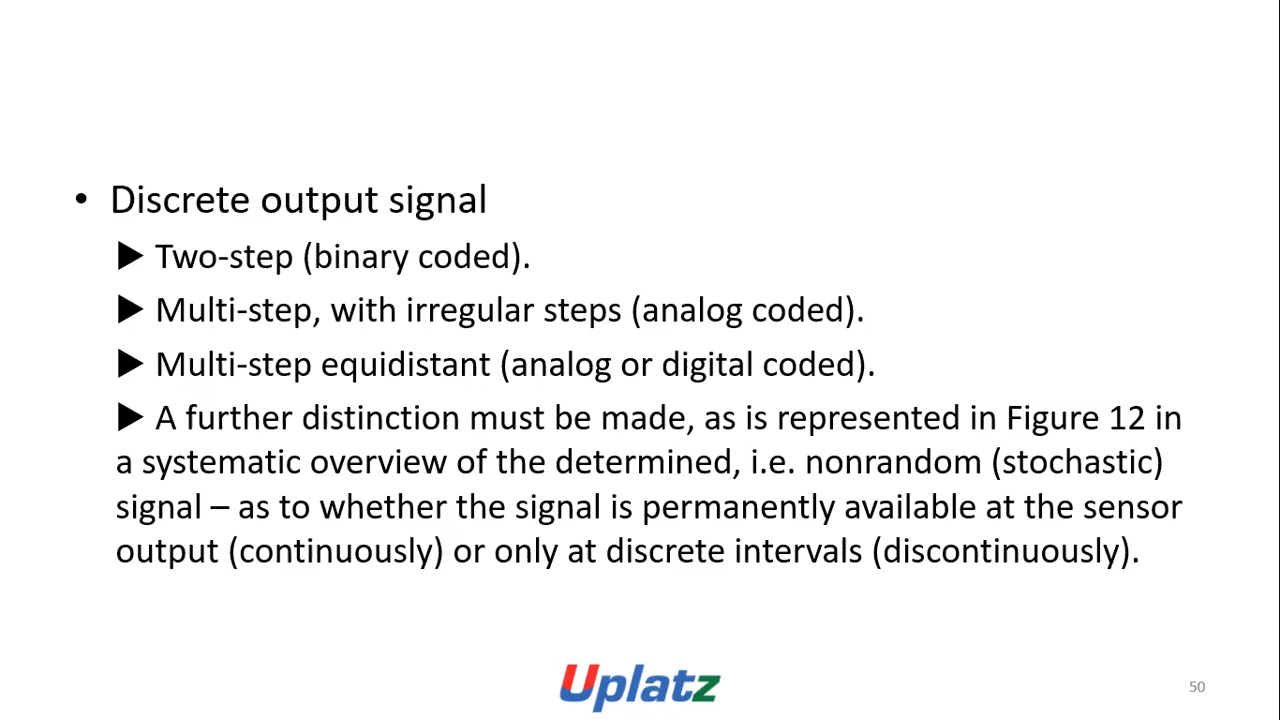 • Discrete output signal
▶ Two-step (binary coded).
▶ Multi-step, with irregular steps (analog coded).
▶ Multi-step equidistant (analog or digital coded).
▶ A further distinction must be made, as is represented in Figure 12 in
a systematic overview of the determined, i.e. nonrandom (stochastic)
signal – as to whether the signal is permanently available at the sensor
output (continuously) or only at discrete intervals (discontinuously).
Uplatz
50